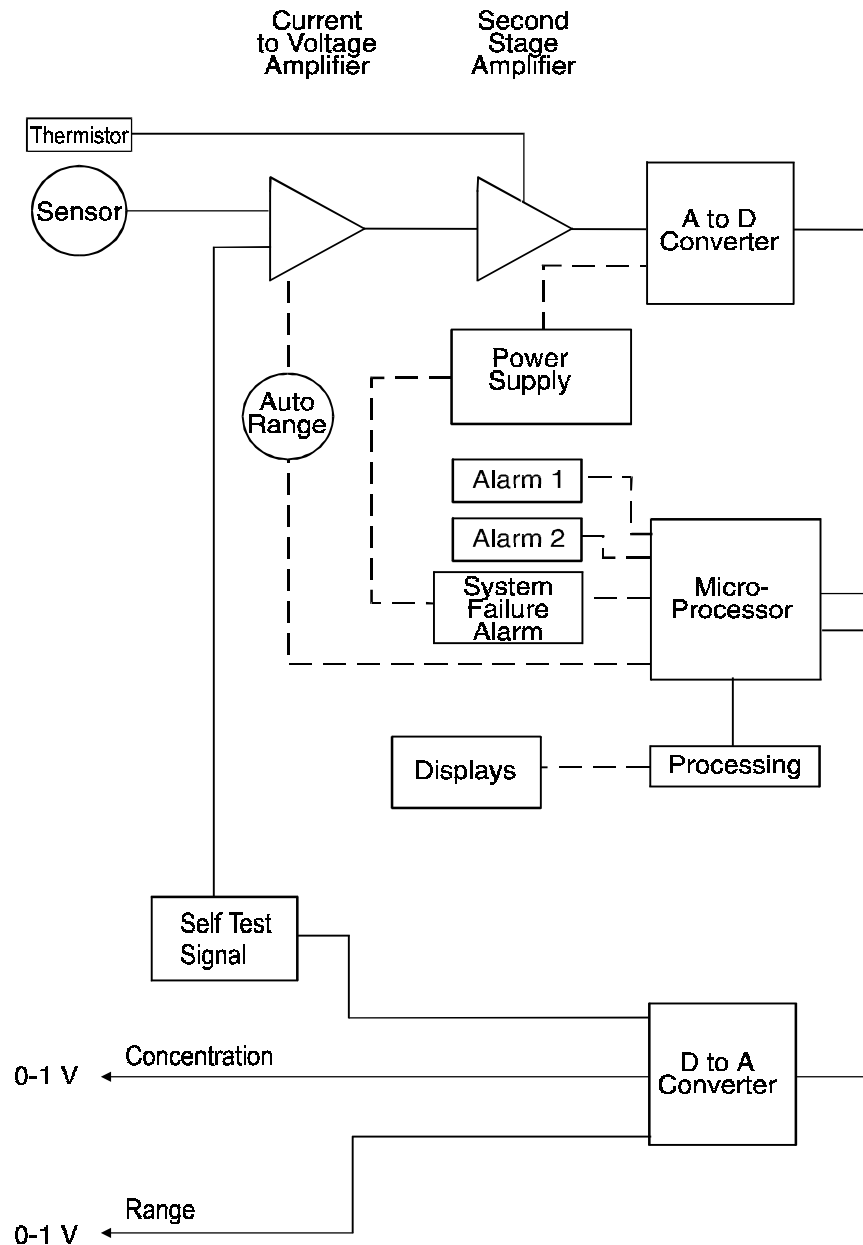 Current
to Voltage
Amplifier
Second
Stage
Amplifier
Thermistor
Sensor
A to D
Converter
Power
Supply
Auto
Range
Alarm 1
Alarm 2
System
Failure
Alarm
Micro-
Processor
Displays
Processing
Self Test
Signal
D to A
Converter
Concentration
0-1 V
Range
0-1 V